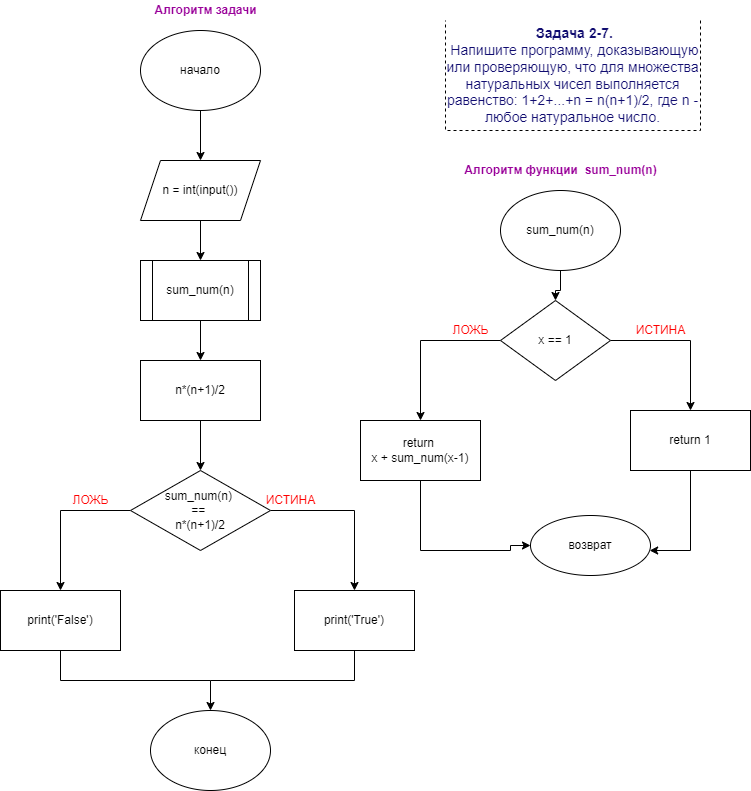 Алгоритм задачи
начало
n = int(input())
sum_num(n)
n*(n+1)/2
sum_num(n)
==
n*(n+1)/2
ЛОЖЬ
ИСТИНА
print('False')
print('True')
конец
Задача 2-7.
Напишите программу, доказывающую
или проверяющую, что для множества
натуральных чисел выполняется
равенство: 1+2+...+n = n(n+1)/2, где n -
любое натуральное число.
Алгоритм функции sum_num(n)
sum_num(n)
x == 1
ЛОЖЬ
ИСТИНА
return
x + sum_num(x-1)
return 1
возврат